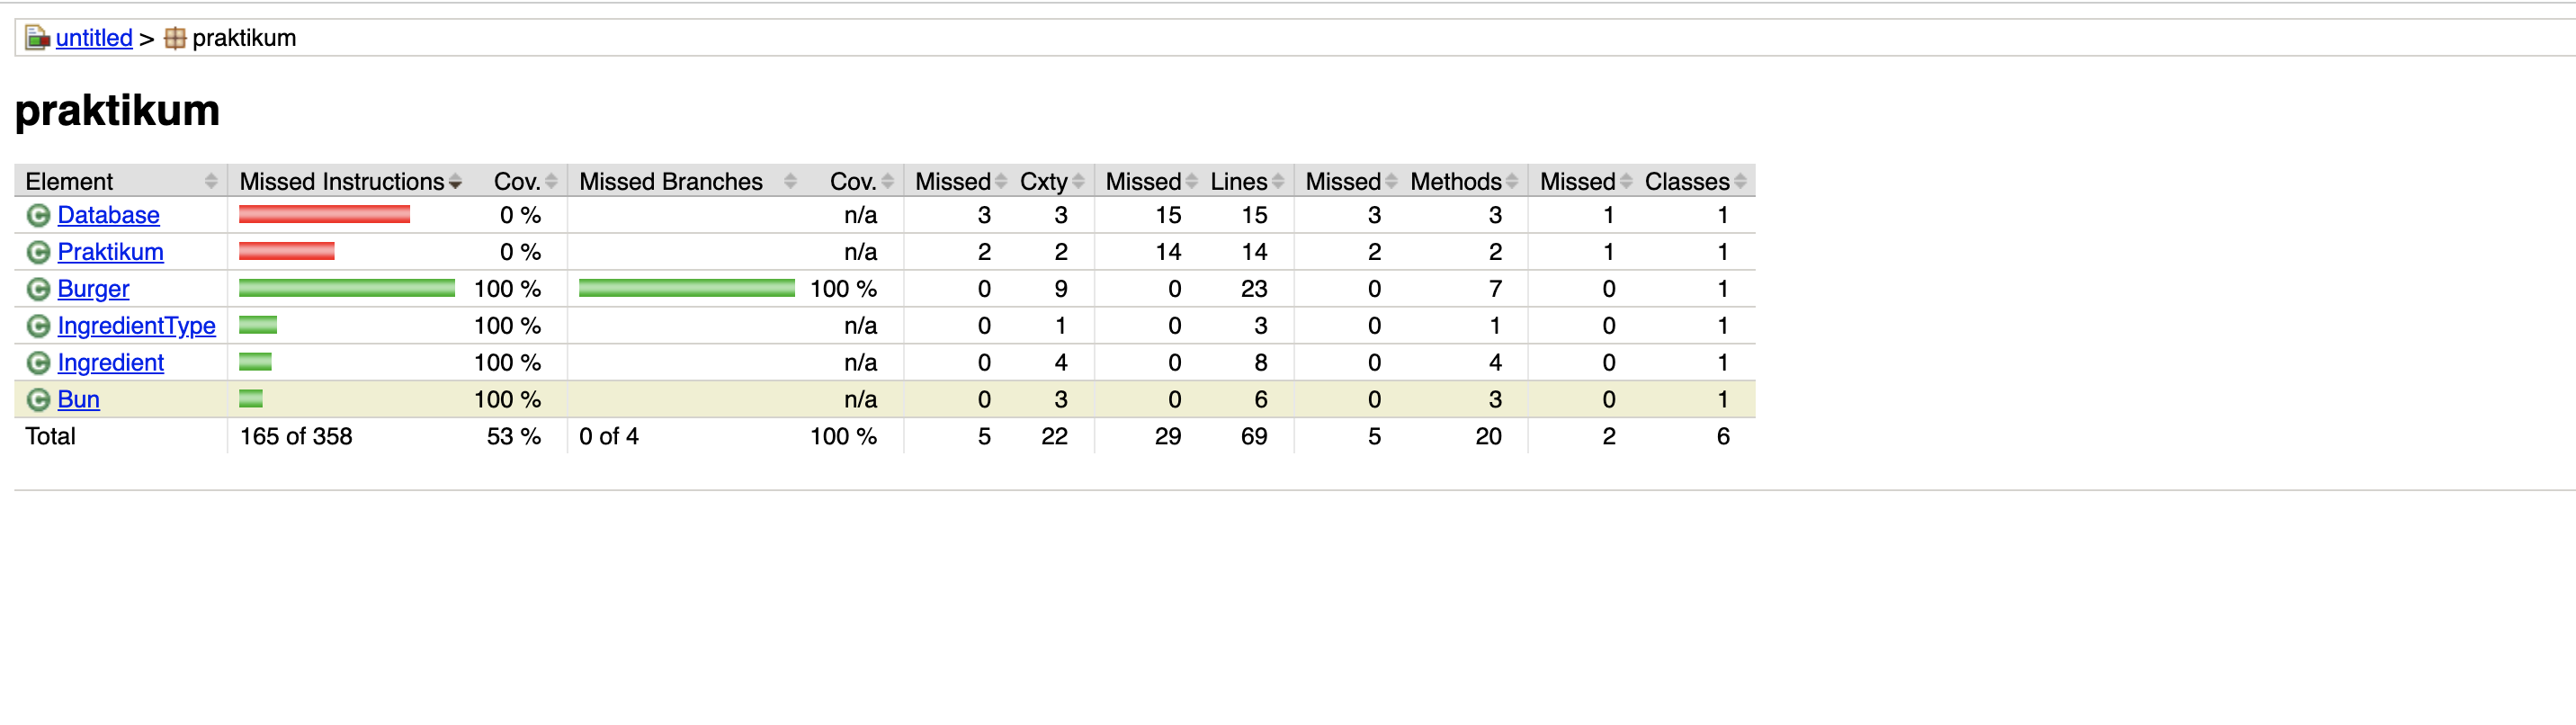 untitled > praktikum
praktikum
Element Missed Instructions Cov. Missed Branches Cov. Missed Cxty Missed Lines Missed Methods Missed Classes
Database 0 % n/a 3 3 15 15 3 3 1 1
Praktikum 0 % n/a 2 2 14 14 2 2 1 1
Burger 100 % 100 % 0 9 0 23 0 7 0 1
IngredientType 100 % n/a 0 1 0 3 0 1 0 1
Ingredient 100 % n/a 0 4 0 8 0 4 0 1
Bun 100 % n/a 0 3 0 6 0 3 0 1
Total 165 of 358 53 % 0 of 4 100 % 5 22 29 69 5 20 2 6